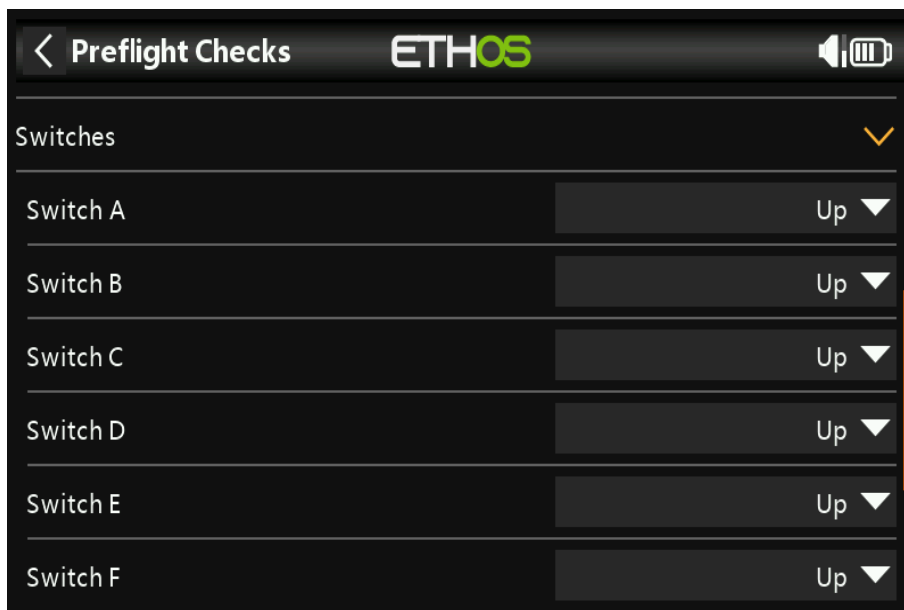 Preflight Checks ETHOS
Switches
Switch A Up
Switch B Up
Switch C Up
Switch D Up
Switch E Up
Switch F Up